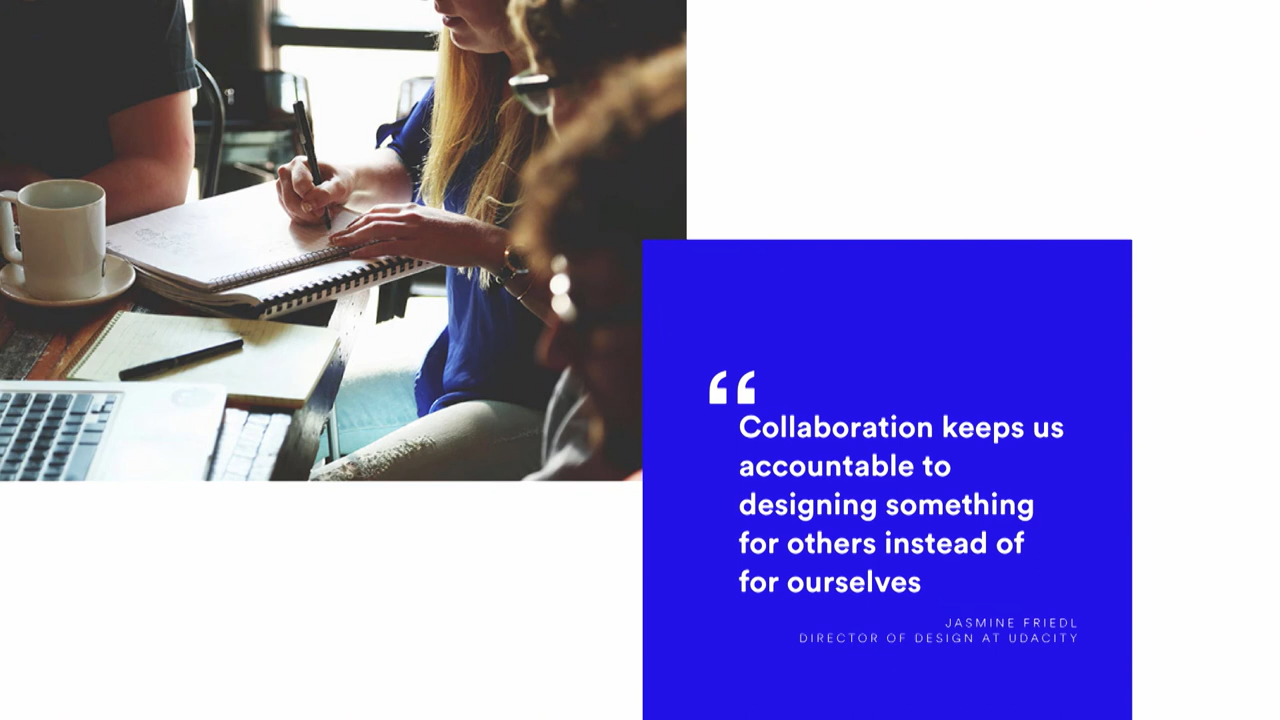 “
Collaboration keeps us
accountable to
designing something
for others instead of
for ourselves
JASMINE FRIEDL
DIRECTOR OF DESIGN AT UDACITY